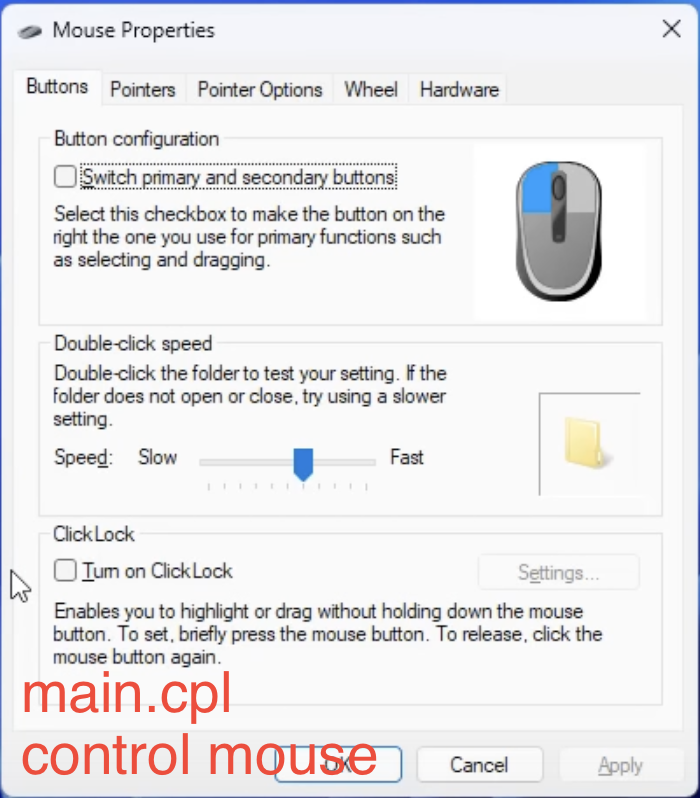 Mouse Properties
Buttons Pointers Pointer Options Wheel Hardware
Button configuration
Switch primary and secondary buttons
Select this checkbox to make the button on the
right the one you use for primary functions such
as selecting and dragging.
Double-click speed
Double-click the folder to test your setting. If the
folder does not open or close, try using a slower
setting.
Speed: Slow Fast
ClickLock
Turn on ClickLock
Settings...
Enables you to highlight or drag without holding down the mouse
button. To set, briefly press the mouse button. To release, click the
mouse button again.
main.cpl
control mouse
OK Cancel Apply